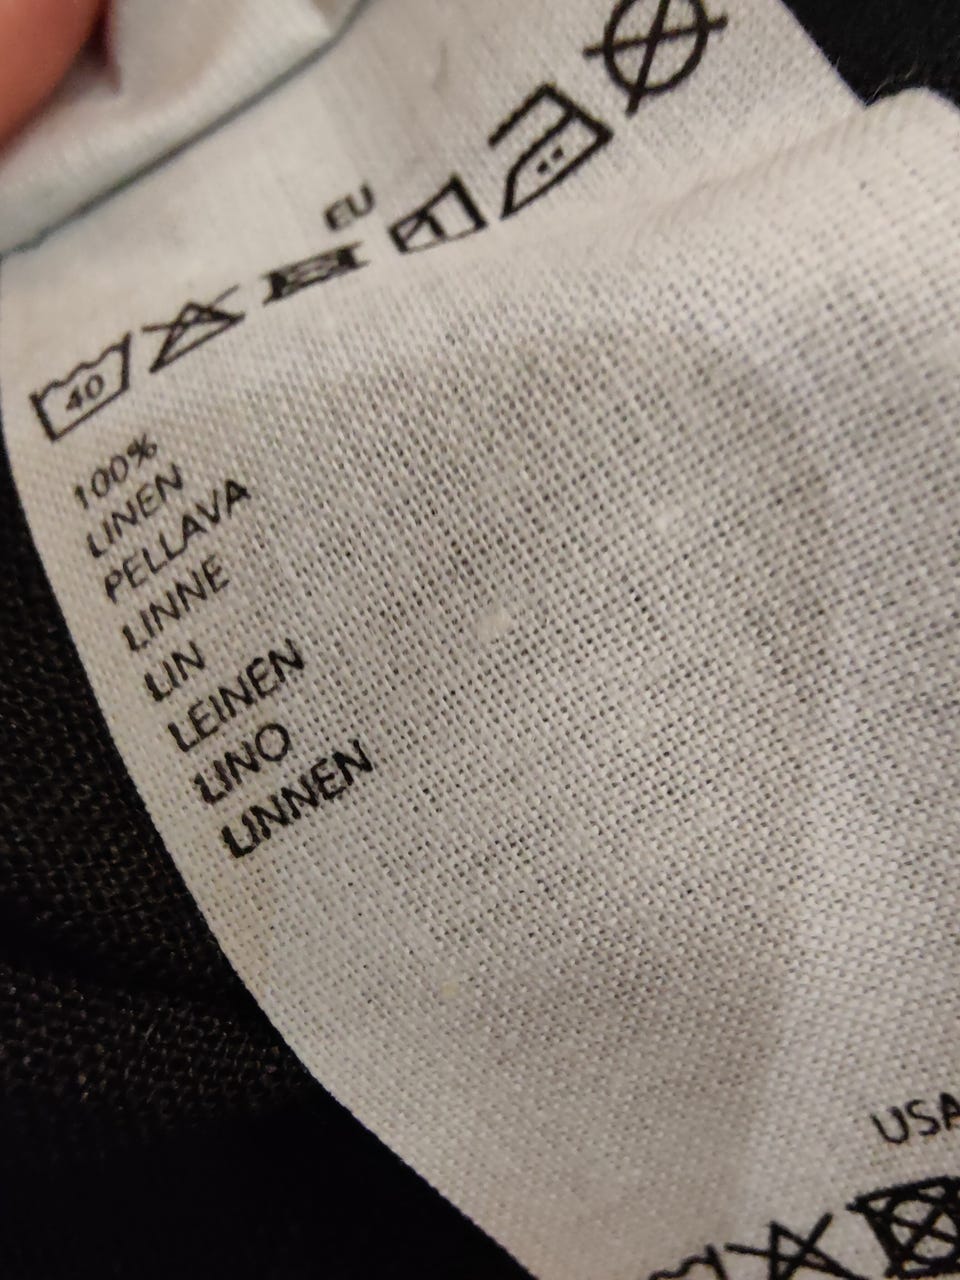 EU
40
100%
LINEN
PELLAVA
LINNE
LIN
LEINEN
LINO
LINNEN
USA